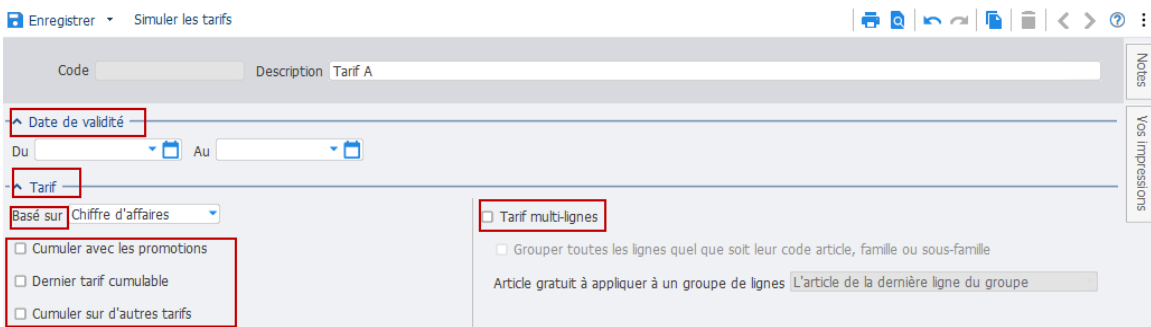 Enregistrer Simuler les tarifs
Code Description Tarif A
Notes
Vos impressions
Date de validité
Du Au
Tarif
Basé sur Chiffre d'affaires Tarif multi-lignes
Cumuler avec les promotions Grouper toutes les lignes quel que soit leur code article, famille ou sous-famille
Dernier tarif cumulable Article gratuit à appliquer à un groupe de lignes L'article de la dernière ligne du groupe
Cumuler sur d'autres tarifs